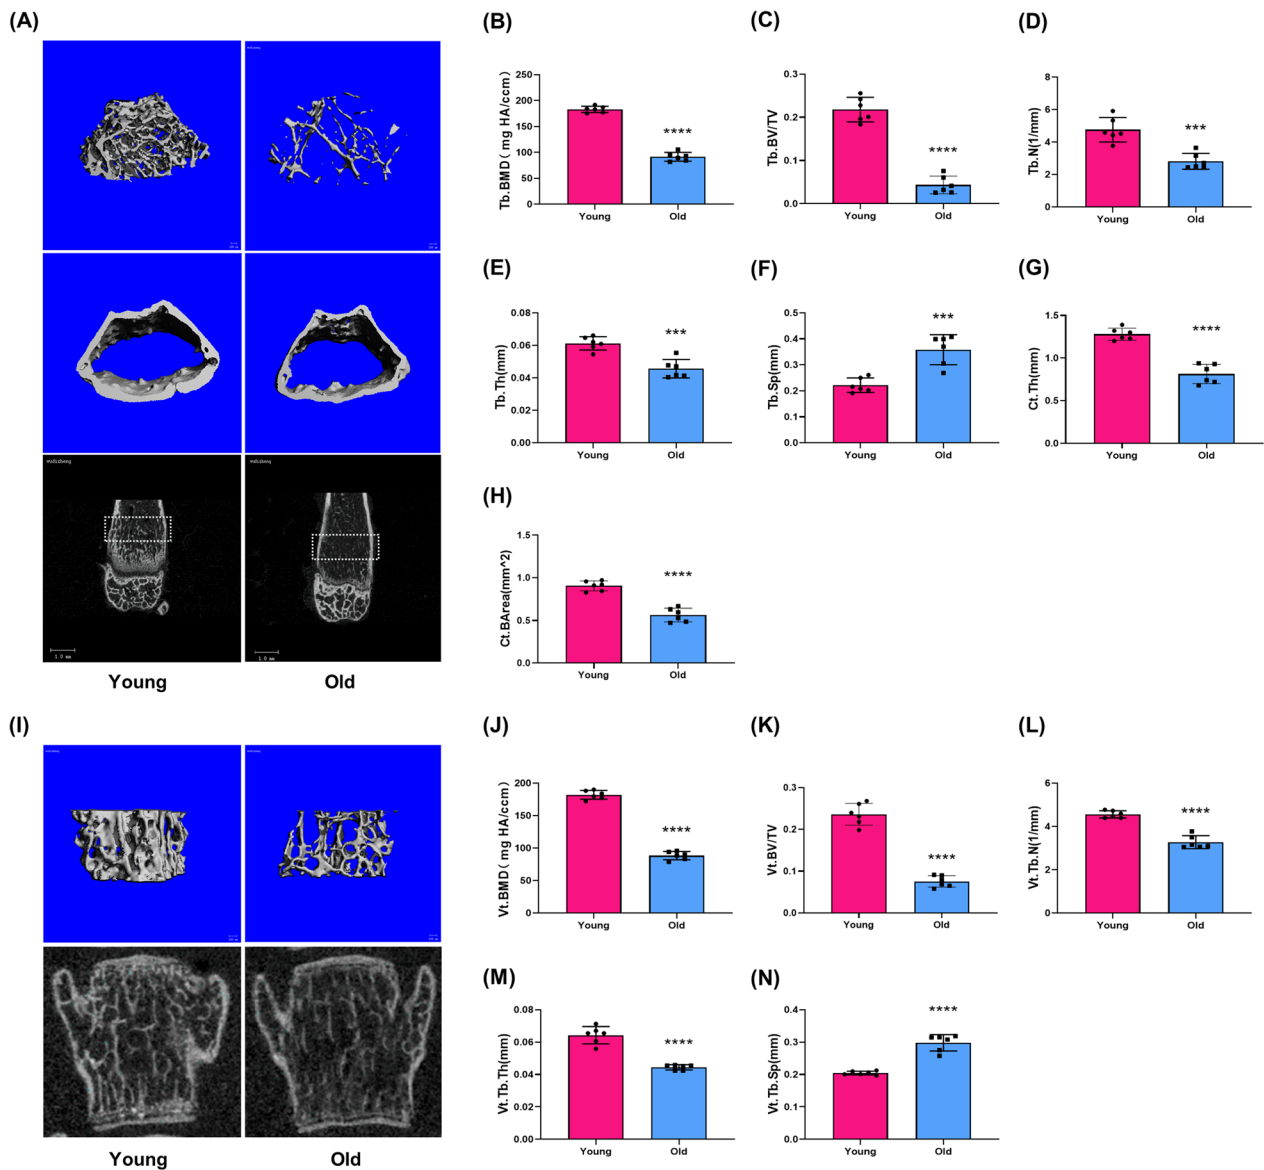 (A)
(B)
(C)
(D)
Tb.BMD( mg HA/ccm)
250
200
150
100
50
0
****
Young
Old
Tb.BV/TV
0.3
0.2
0.1
0.0
****
Young
Old
Tb.N(1/mm)
8
6
4
2
0
***
Young
Old
(E)
(F)
(G)
Tb.Th(mm)
0.08
0.06
0.04
0.02
0.00
***
Young
Old
Tb.Sp(mm)
0.5
0.4
0.3
0.2
0.1
0.0
***
Young
Old
Ct.Th(mm)
1.5
1.0
0.5
0.0
****
Young
Old
(H)
Ct.BArea(mm^2)
1.5
1.0
0.5
0.0
****
Young
Old
1.0 mm
1.0 mm
Young
Old
(I)
(J)
(K)
(L)
Vt.BMD( mg HA/ccm)
200
150
100
50
0
****
Young
Old
Vt.BV/TV
0.3
0.2
0.1
0.0
****
Young
Old
Vt.Tb.N(1/mm)
6
4
2
0
****
Young
Old
(M)
(N)
Vt.Tb.Th(mm)
0.08
0.06
0.04
0.02
0.00
****
Young
Old
Vt.Tb.Sp(mm)
0.4
0.3
0.2
0.1
0.0
****
Young
Old
Young
Old